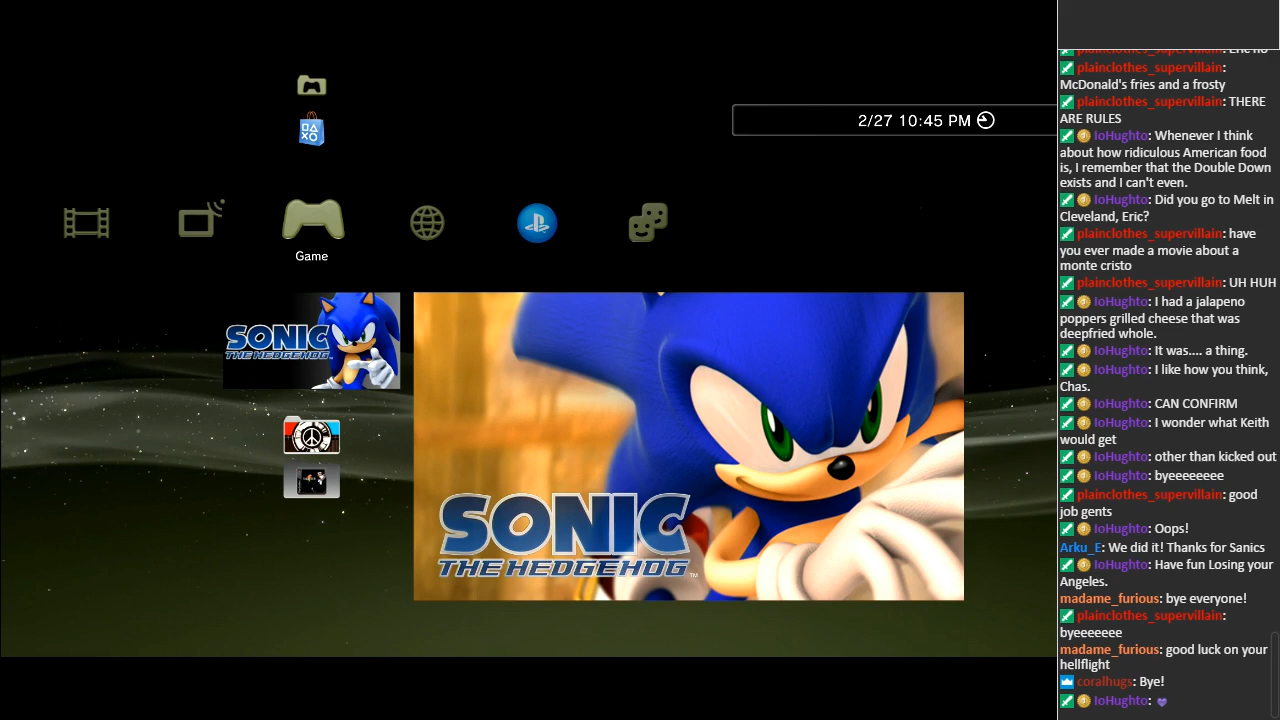 2/27 10:45 PM
Game
SONIC
THE HEDGEHOG
SONIC
THE HEDGEHOG™
plainclothes_supervillain: Eric no
plainclothes_supervillain:
McDonald's fries and a frosty
plainclothes_supervillain: THERE
ARE RULES
IoHughto: Whenever I think
about how ridiculous American food
is, I remember that the Double Down
exists and I can't even.
IoHughto: Did you go to Melt in
Cleveland, Eric?
plainclothes_supervillain: have
you ever made a movie about a
monte cristo
plainclothes_supervillain: UH HUH
IoHughto: I had a jalapeno
poppers grilled cheese that was
deepfried whole.
IoHughto: It was.... a thing.
IoHughto: I like how you think,
Chas.
IoHughto: CAN CONFIRM
IoHughto: I wonder what Keith
would get
IoHughto: other than kicked out
IoHughto: byeeeeeeee
plainclothes_supervillain: good
job gents
IoHughto: Oops!
Arku_E: We did it! Thanks for Sanics
IoHughto: Have fun Losing your
Angeles.
madame_furious: bye everyone!
plainclothes_supervillain:
byeeeeeee
madame_furious: good luck on your
hellflight
coralhugs: Bye!
IoHughto: